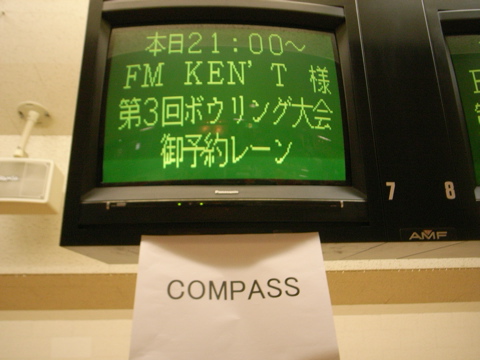 本日21:00～
FM KEN'T 様
第3回ボウリング大会
御予約レーン
Panasonic
7 8
AMF
COMPASS